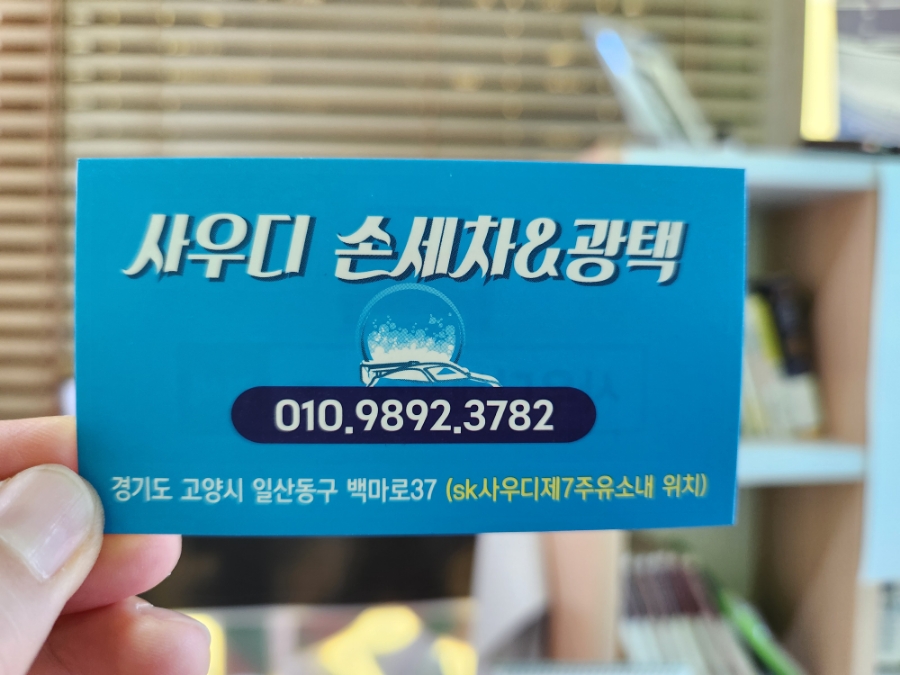 사우디 손세차&광택
010.9892.3782
경기도 고양시 일산동구 백마로37 (sk사우디제7주유소내 위치)